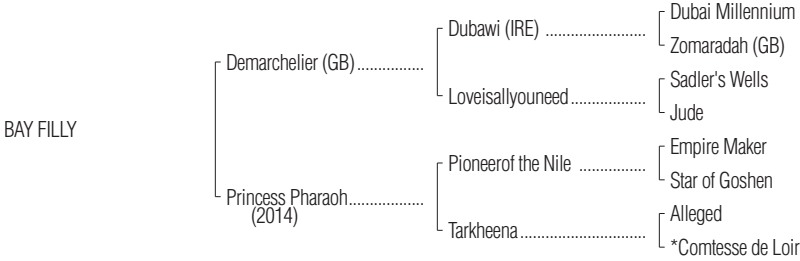 Dubai Millennium
Dubawi (IRE) ........................
Zomaradah (GB)
Demarchelier (GB) ................
Sadler's Wells
Loveisallyouneed ..................
Jude
BAY FILLY
Empire Maker
Pioneerof the Nile ................
Star of Goshen
Princess Pharaoh ..................
(2014)
Alleged
Tarkheena ..............................
*Comtesse de Loir